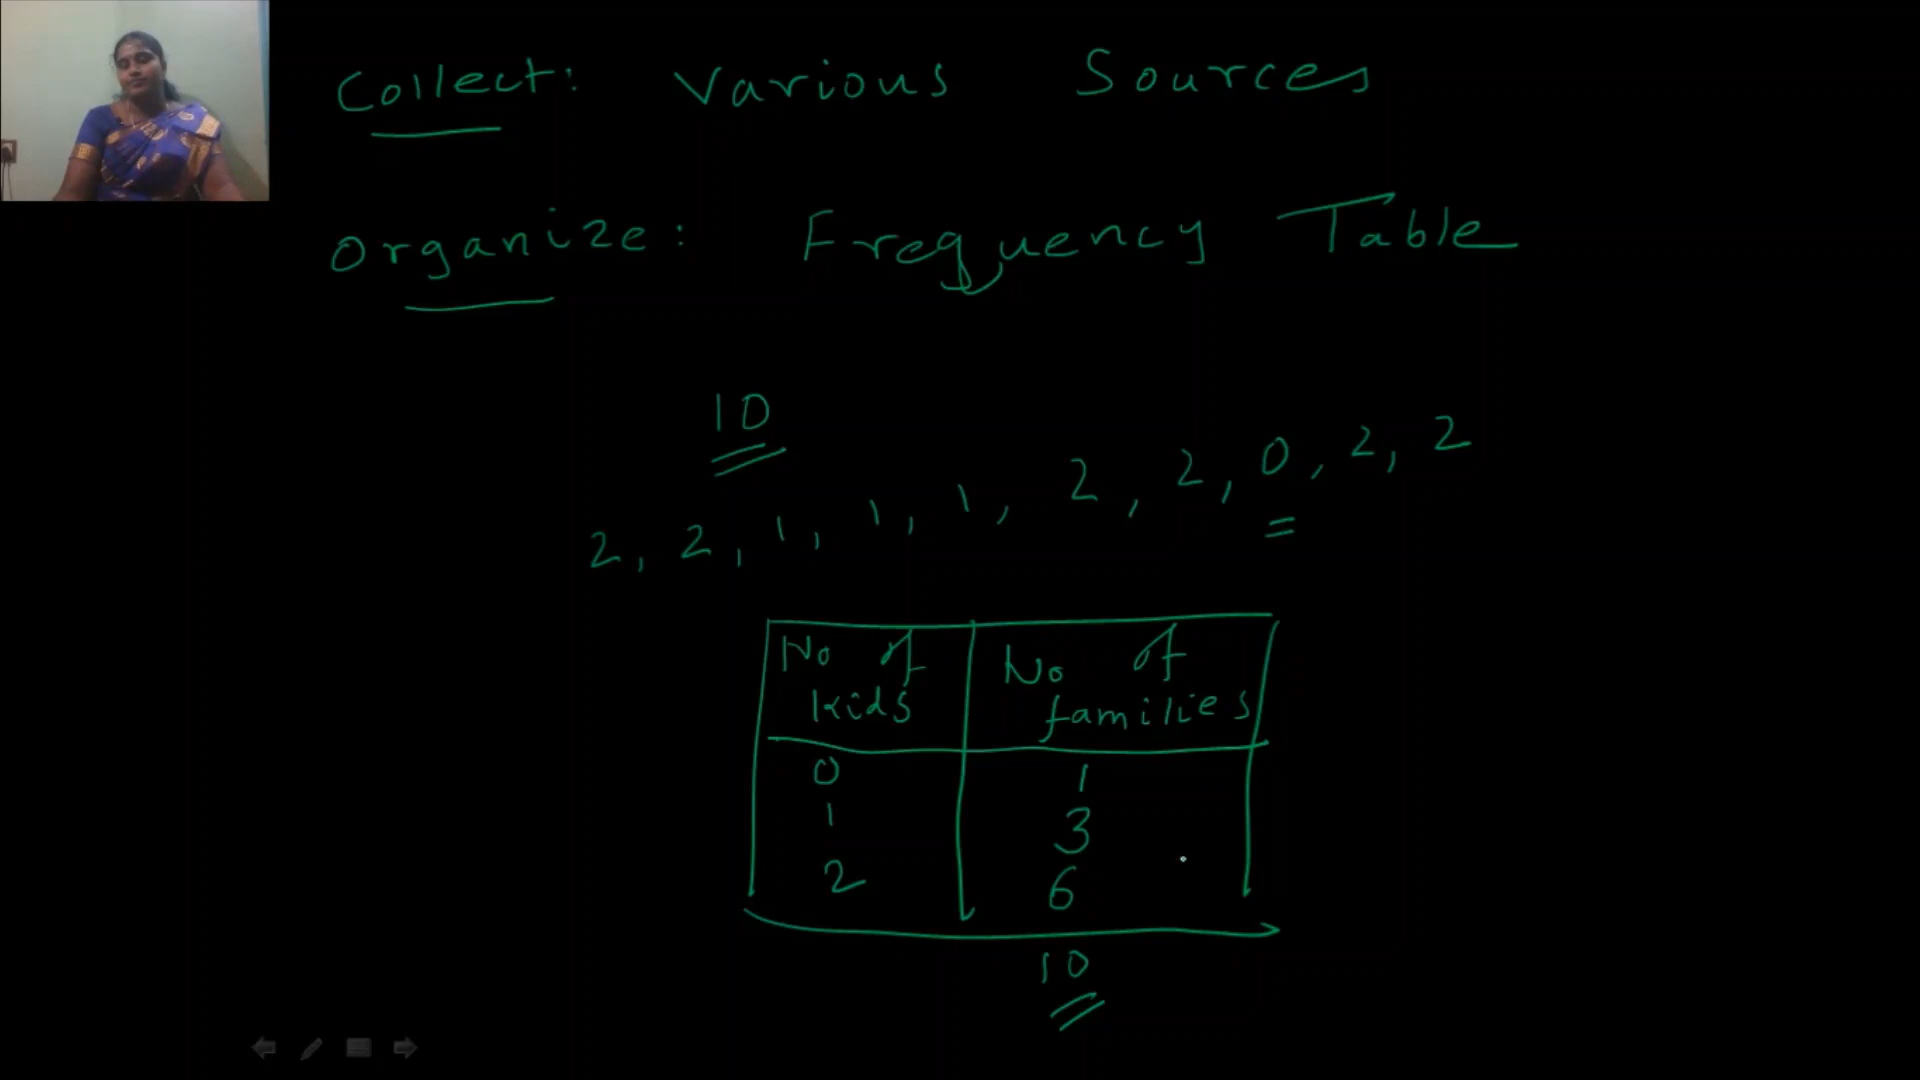 Collect: Various Sources
Organize: Frequency Table
10
2, 2, 1, 1, 1, 2, 2, 0, 2, 2
No of kids No of families
0 1
1 3
2 6
10